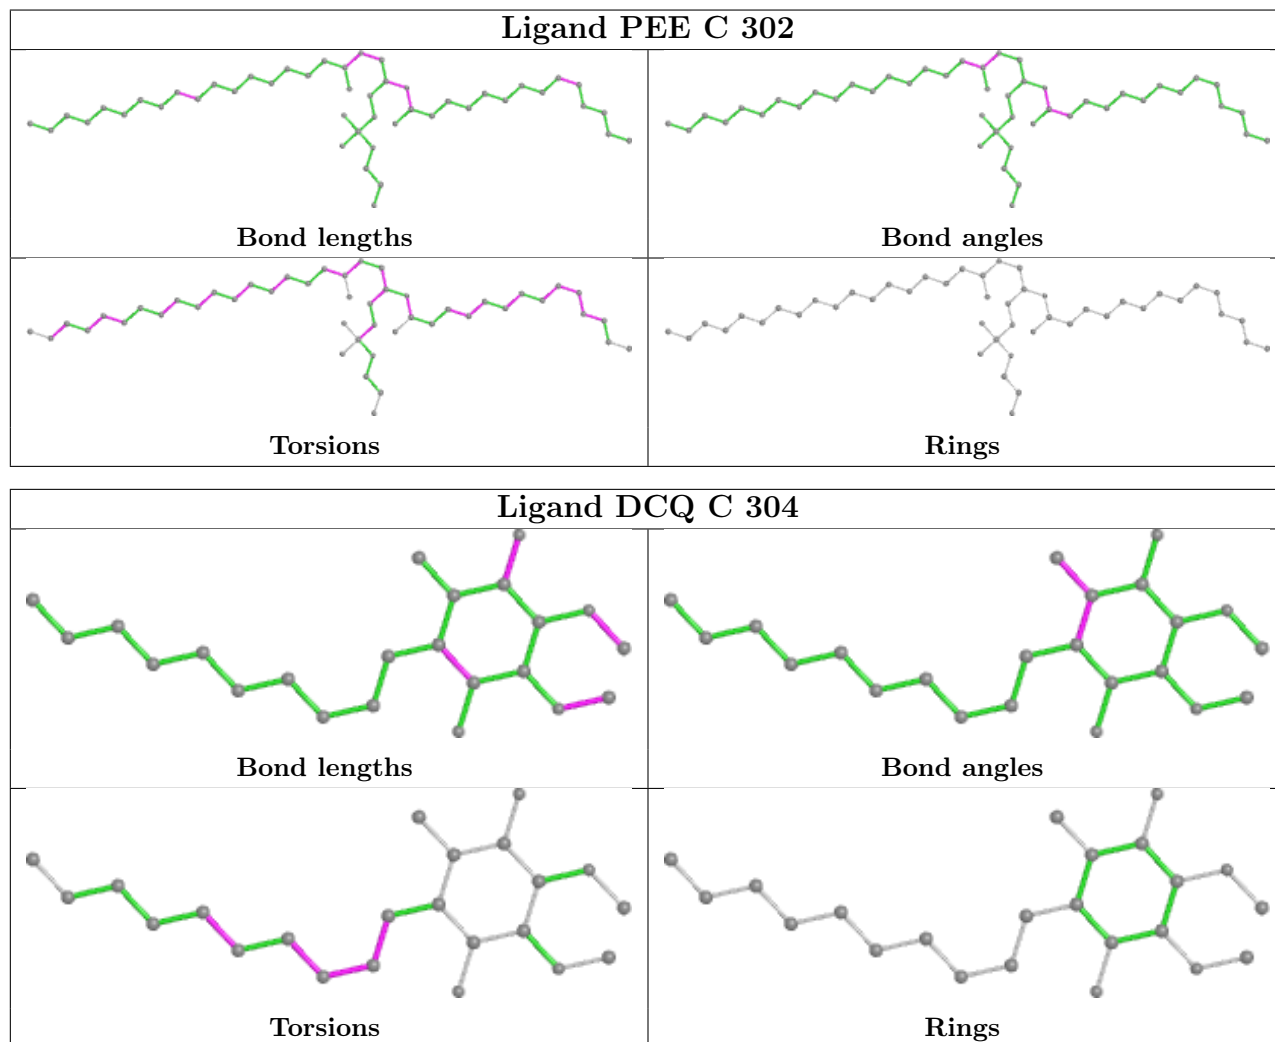 Ligand PEE C 302
Bond lengths
Bond angles
Torsions
Rings
Ligand DCQ C 304
Bond lengths
Bond angles
Torsions
Rings